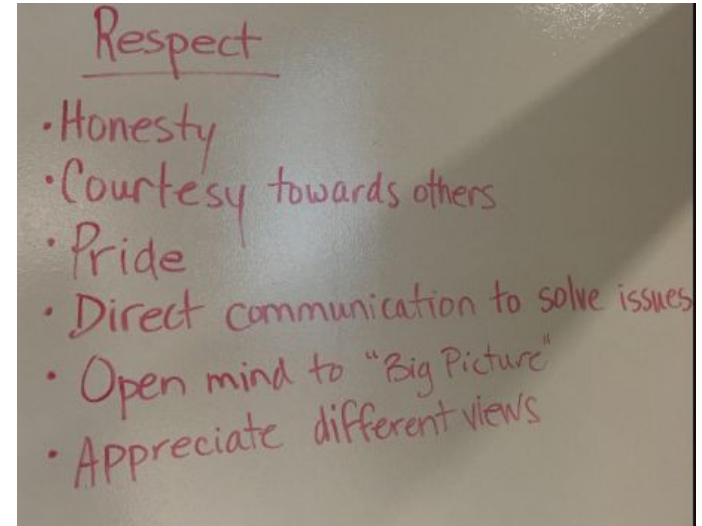 Respect
• Honesty
• Courtesy towards others
• Pride
• Direct communication to solve issues
• Open mind to "Big Picture"
• Appreciate different views